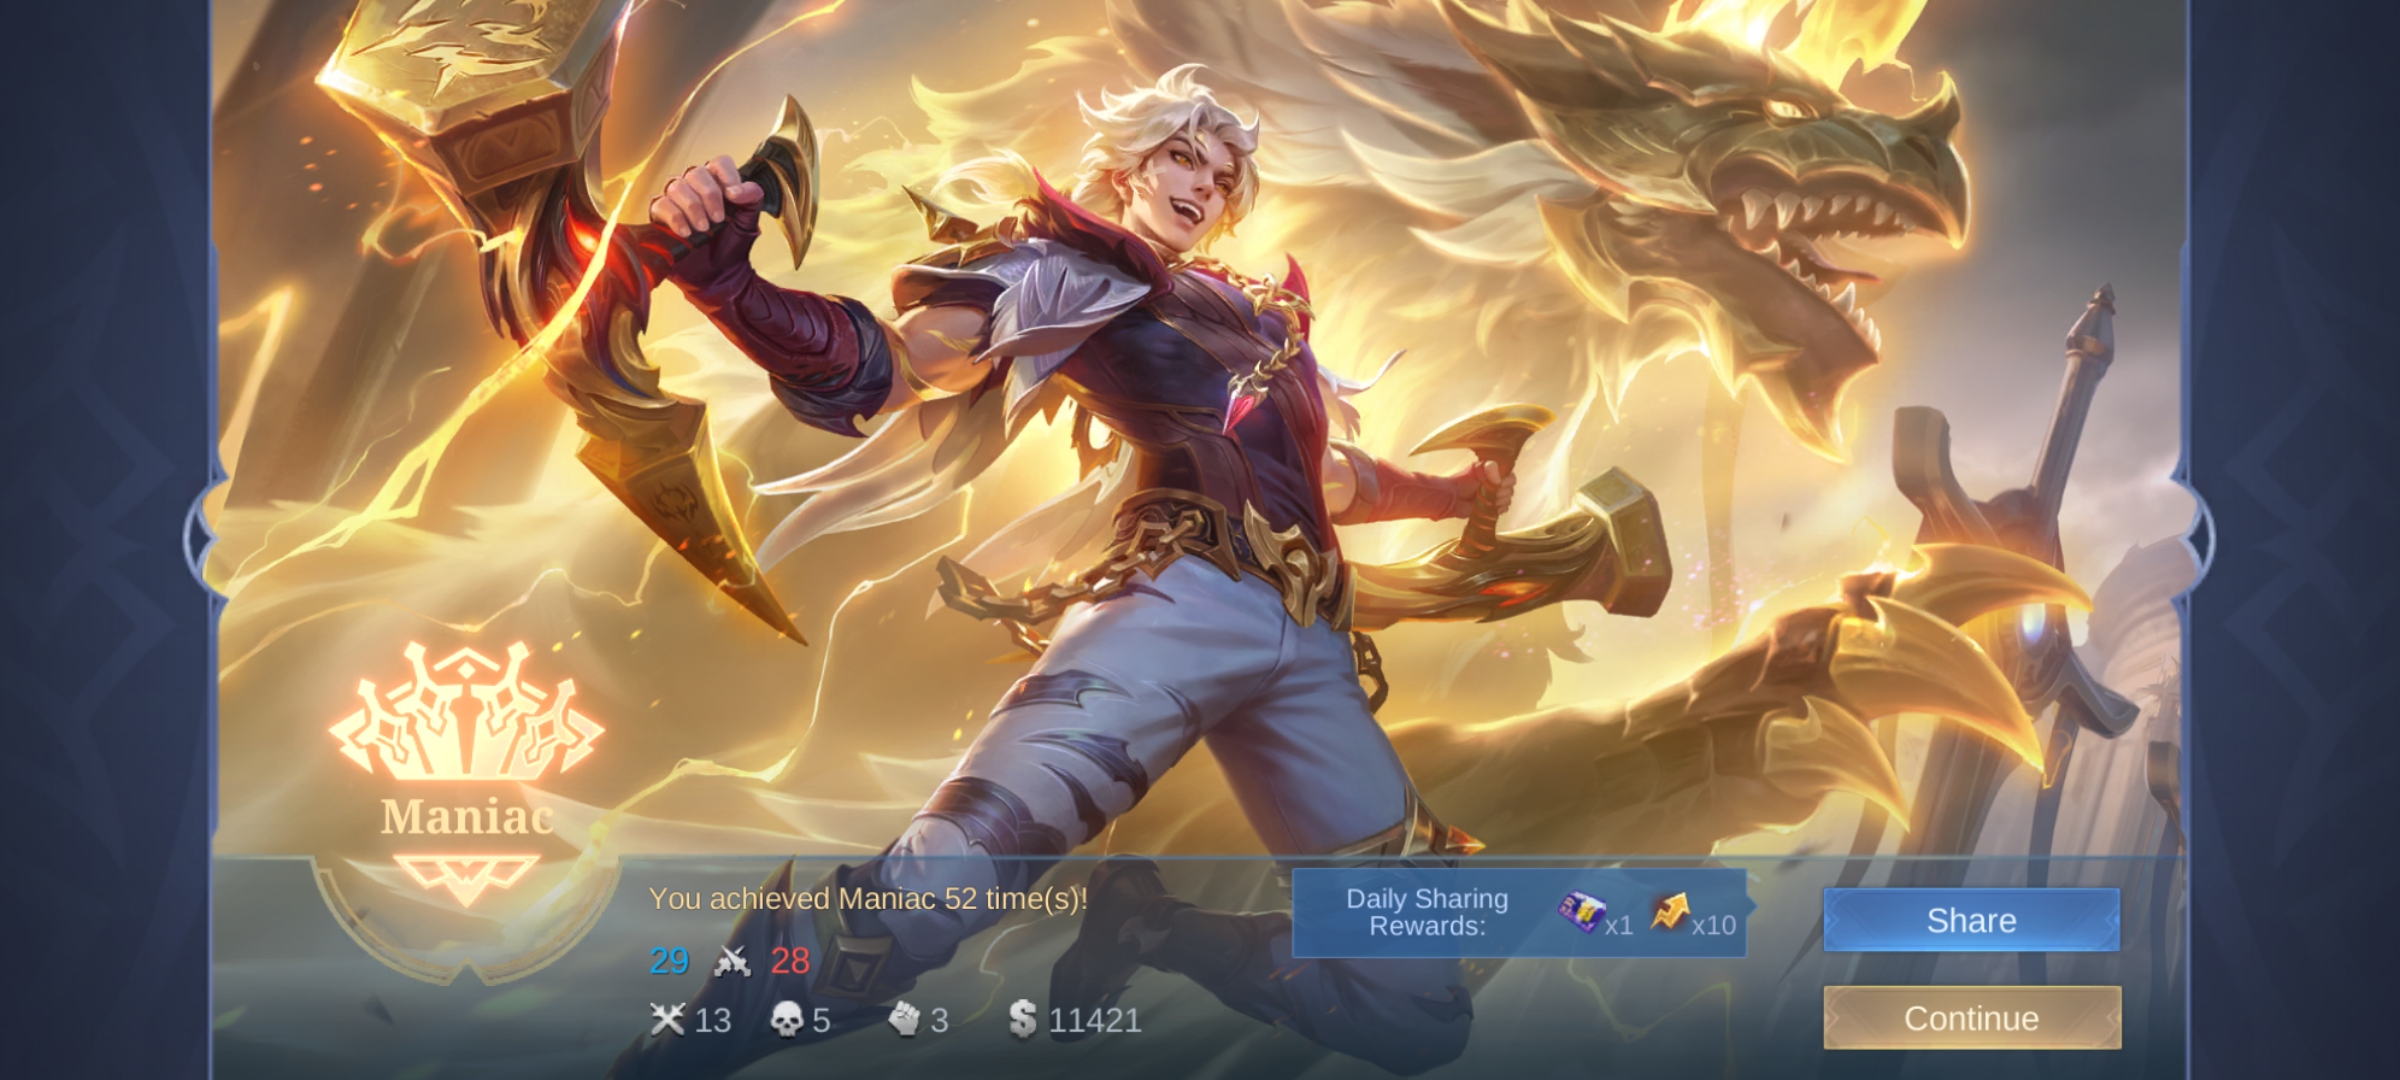 Maniac
You achieved Maniac 52 time(s)!
29 28
13 5 3 11421
Daily Sharing
Rewards:
x1 x10
Share
Continue